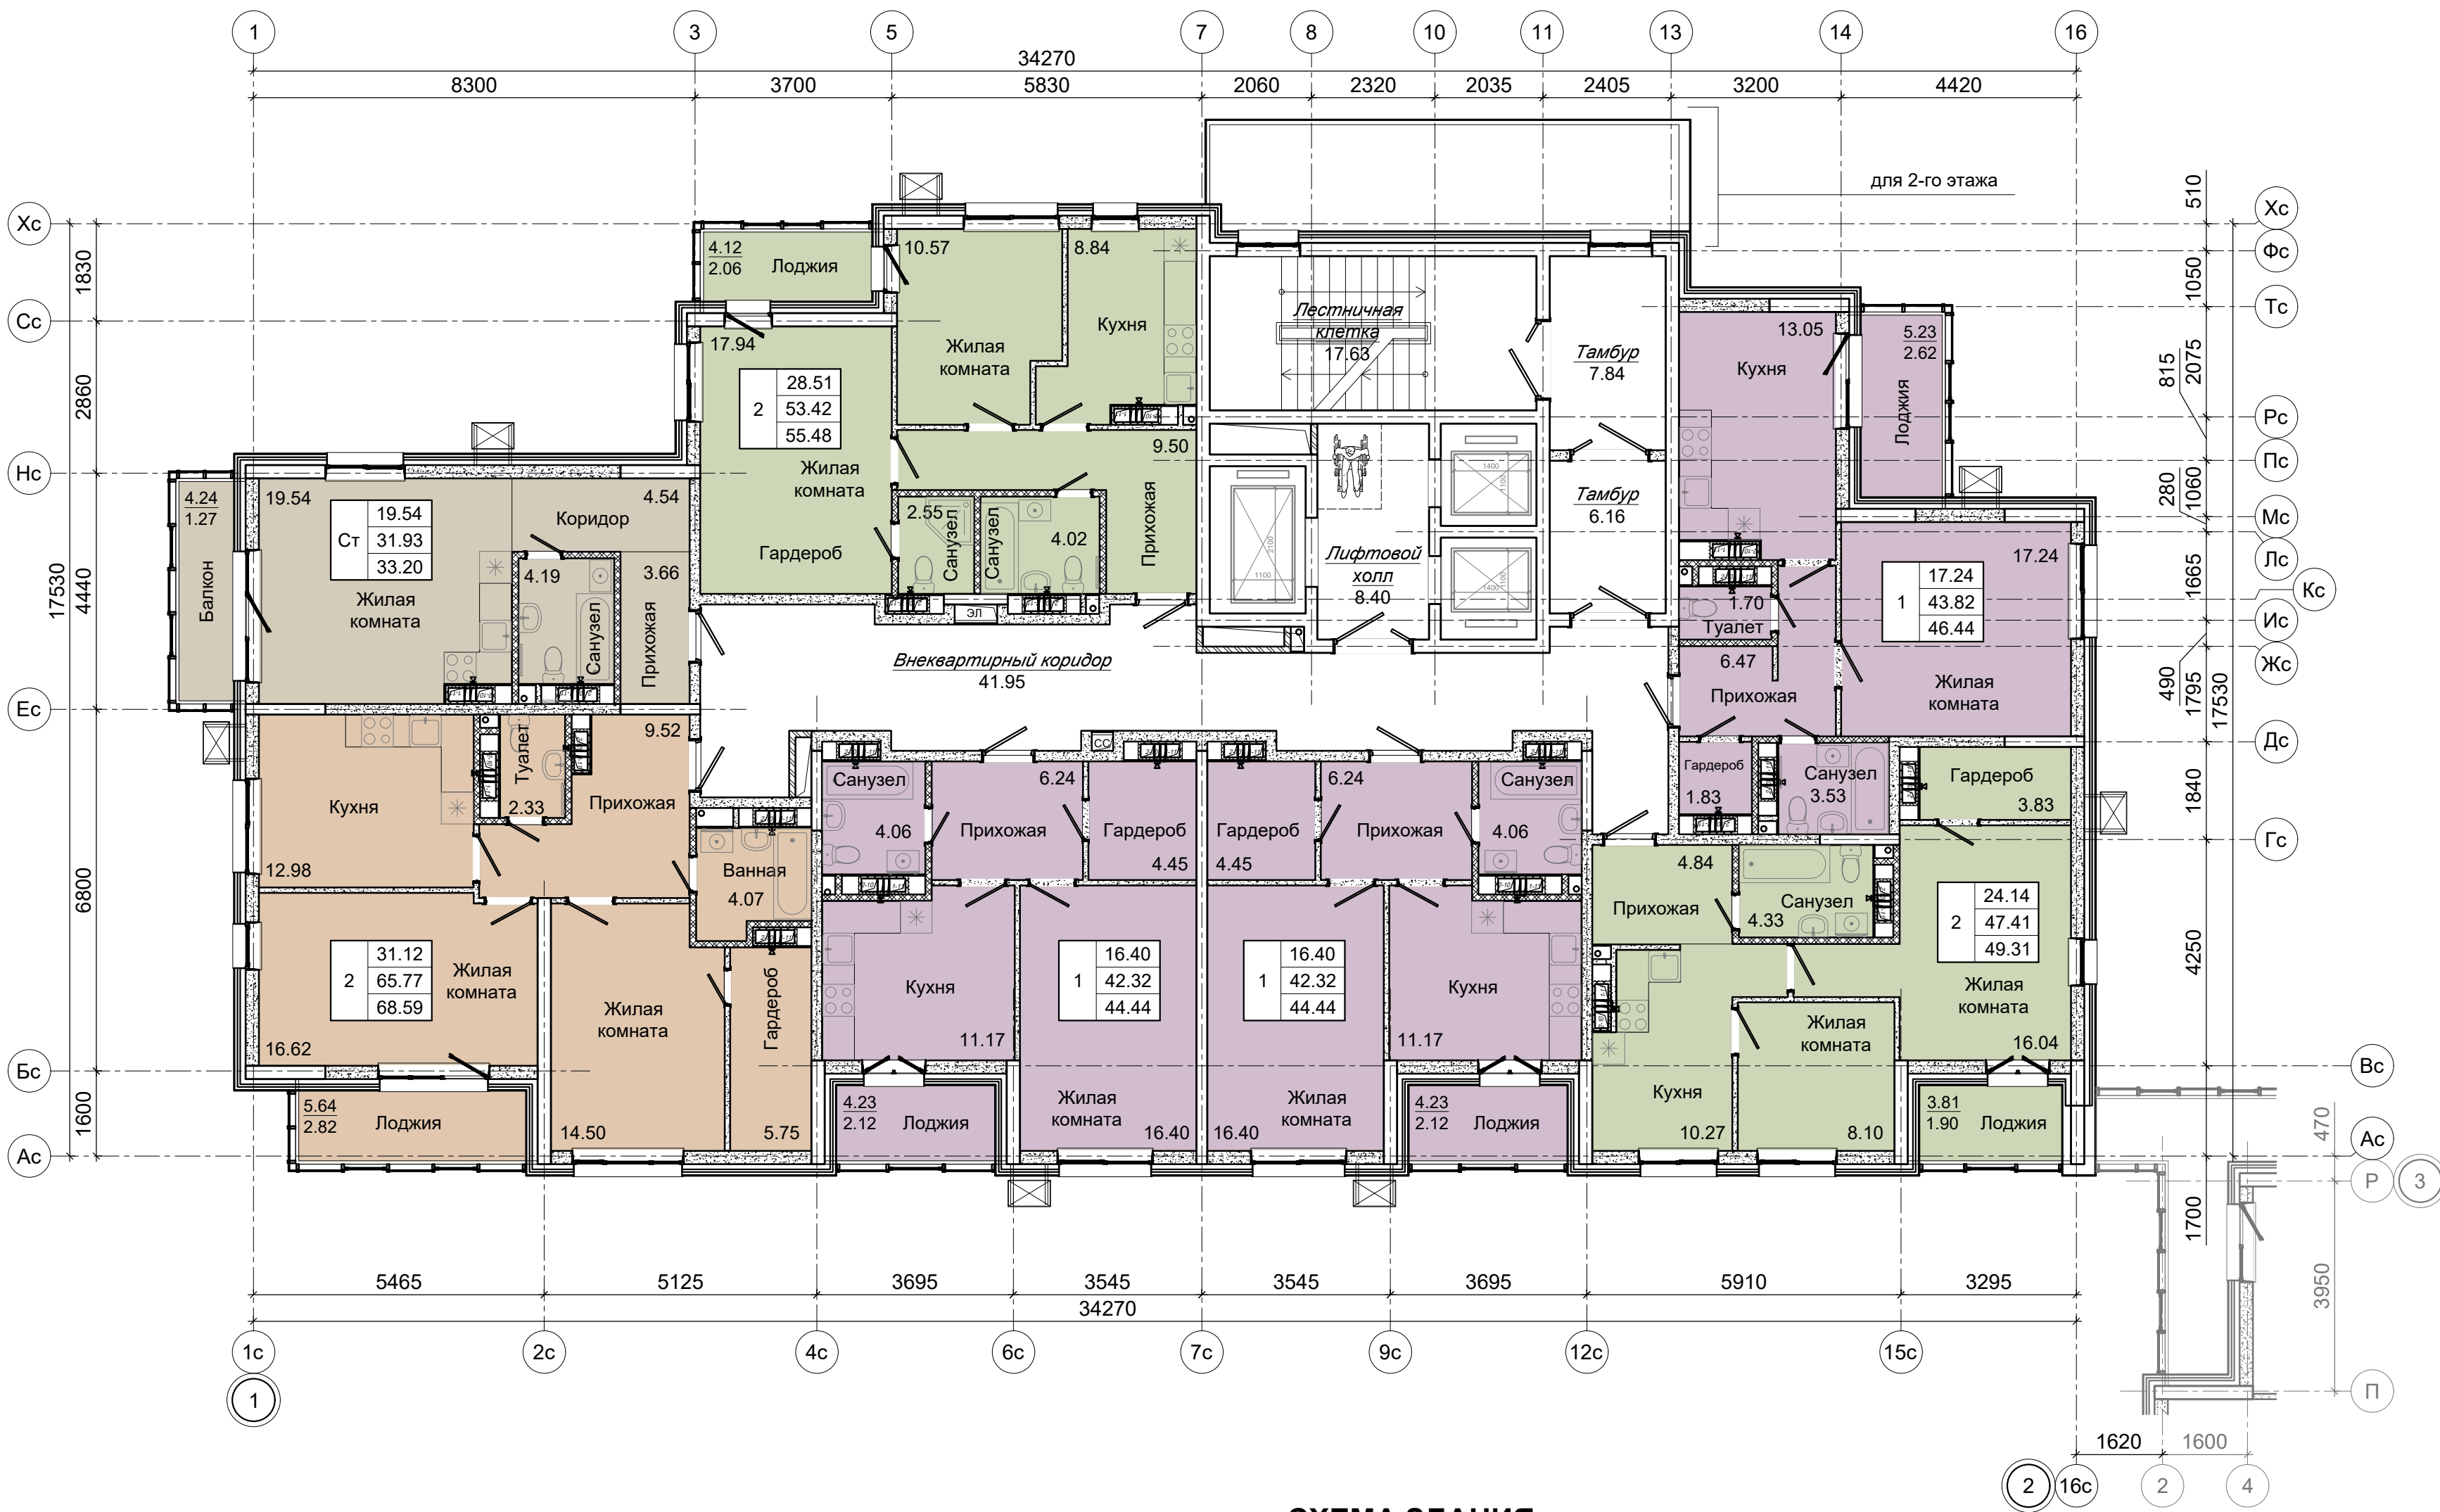 1 3 5 7 8 10 11 13 14 16
34270
8300 3700 5830 2060 2320 2035 2405 3200 4420
для 2-го этажа
510
Хс Хс
Фс
1830 1050
Сс Тс
4.12
2.06
Лоджия
10.57
Жилая
комната
8.84
Кухня
Лестничная
клетка
17.63
Тамбур
7.84
13.05
Кухня
5.23
2.62
Лоджия
2860
815
2075
Рс
Пс
17.94
2
28.51
53.42
55.48
Жилая
комната
Гардероб
9.50
Прихожая
2.55
Санузел
Санузел
4.02
ЭЛ
Нс
280
1060
Мс
Лс
Кс
Ис
Жс
1665
4.24
1.27
Балкон
19.54
Ст
19.54
31.93
33.20
Жилая
комната
4.54
Коридор
4.19
Санузел
3.66
Прихожая
17530
4440
Лифтовой
холл
8.40
2100
1100
1400
1100
1400
1100
Тамбур
6.16
1.70
Туалет
6.47
Прихожая
17.24
1
17.24
43.82
46.44
Жилая
комната
Внеквартирный коридор
41.95
490
1795
17530
Ес
Дс
12.98
Кухня
Туалет
2.33
9.52
Прихожая
Ванная
4.07
СС
Санузел
4.06
6.24
Прихожая
Гардероб
4.45
Гардероб
4.45
6.24
Прихожая
Санузел
4.06
Гардероб
1.83
Санузел
3.53
Гардероб
3.83
1840
Гс
6800
4.84
Прихожая
Санузел
4.33
2
24.14
47.41
49.31
Жилая
комната
16.04
4250
2
31.12
65.77
68.59
Жилая
комната
16.62
Жилая
комната
14.50
Гардероб
5.75
Кухня
11.17
1
16.40
42.32
44.44
Жилая
комната
16.40
1
16.40
42.32
44.44
Жилая
комната
16.40
Кухня
11.17
Кухня
10.27
Жилая
комната
8.10
Бс
Вс
1600
5.64
2.82
Лоджия
4.23
2.12
Лоджия
4.23
2.12
Лоджия
3.81
1.90
Лоджия
470
Ас Ас
Р 3
1700
3950
П
5465 5125 3695 3545 3545 3695 5910 3295
34270
1с 2с 4с 6с 7с 9с 12с 15с
1
1620 1600
2 16с 2 4
СХЕМА ЗДАНИЯ